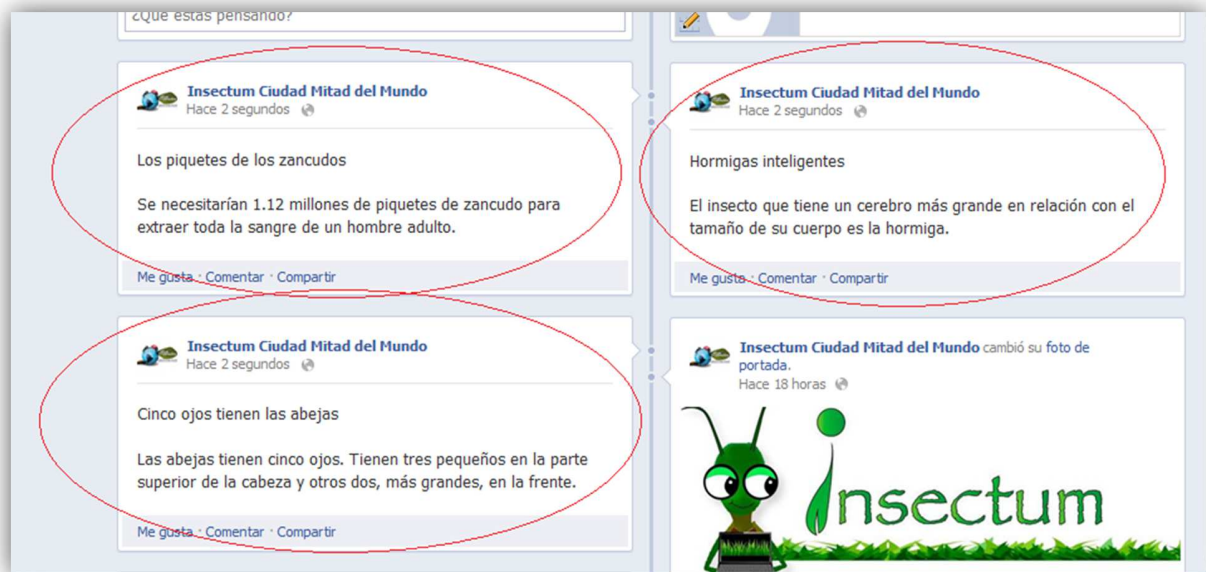 ¿Qué estás pensando?
Insectum Ciudad Mitad del Mundo
Hace 2 segundos
Los piquetes de los zancudos
Se necesitarían 1.12 millones de piquetes de zancudo para
extraer toda la sangre de un hombre adulto.
Me gusta · Comentar · Compartir
Insectum Ciudad Mitad del Mundo
Hace 2 segundos
Hormigas inteligentes
El insecto que tiene un cerebro más grande en relación con el
tamaño de su cuerpo es la hormiga.
Me gusta · Comentar · Compartir
Insectum Ciudad Mitad del Mundo
Hace 2 segundos
Cinco ojos tienen las abejas
Las abejas tienen cinco ojos. Tienen tres pequeños en la parte
superior de la cabeza y otros dos, más grandes, en la frente.
Me gusta · Comentar · Compartir
Insectum Ciudad Mitad del Mundo cambió su foto de
portada.
Hace 18 horas
insectum